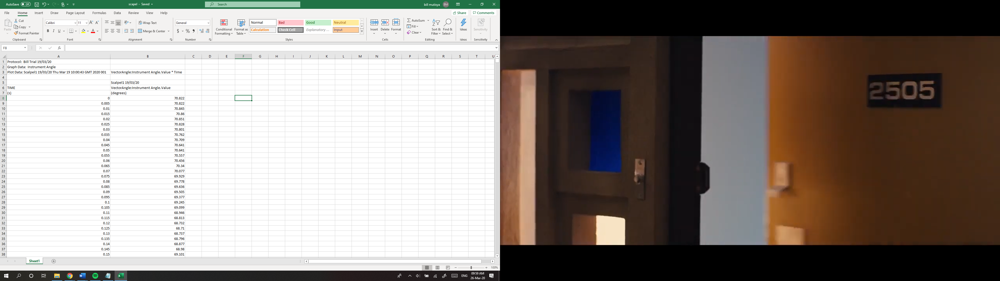 AutoSave Off scapel - Saved Search bill mutisya BM
File Home Insert Draw Page Layout Formulas Data Review View Help Share Comments
Paste Cut Copy Format Painter
Calibri 11 A A
B I U A
Wrap Text
Merge & Center
General
$ % , .00
Conditional Formatting Format as Table
Normal Bad Good Neutral
Calculation Check Cell Explanatory ... Input
Insert Delete Format
AutoSum
Fill
Clear
Sort & Filter Find & Select
Ideas
Sensitivity
Clipboard Font Alignment Number Styles Cells Editing Ideas Sensitivity
F8 fx
A B C D E F G H I J K L M N O P Q R S T U
1 Protocol: Bill Trial 19/03/20
2 Graph Data: Instrument Angle
3 Plot Data: Scalpel1 19/03/20 Thu Mar 19 10:00:43 GMT 2020 001 VectorAngle:Instrument Angle.Value * Time
4
5 Scalpel1 19/03/20
6 TIME VectorAngle:Instrument Angle.Value
7 (s) (degrees)
8 0 70.822
9 0.005 70.822
10 0.01 70.845
11 0.015 70.86
12 0.02 70.851
13 0.025 70.828
14 0.03 70.801
15 0.035 70.762
16 0.04 70.709
17 0.045 70.641
18 0.05 70.641
19 0.055 70.557
20 0.06 70.456
21 0.065 70.34
22 0.07 70.077
23 0.075 69.929
24 0.08 69.778
25 0.085 69.636
26 0.09 69.505
27 0.095 69.377
28 0.1 69.245
29 0.105 69.099
30 0.11 68.946
31 0.115 68.813
32 0.12 68.732
33 0.125 68.71
34 0.13 68.737
35 0.135 68.796
36 0.14 68.877
37 0.145 68.98
38 0.15 69.101
Sheet1
100%
ENG 09:59 AM
26-Mar-20
2505